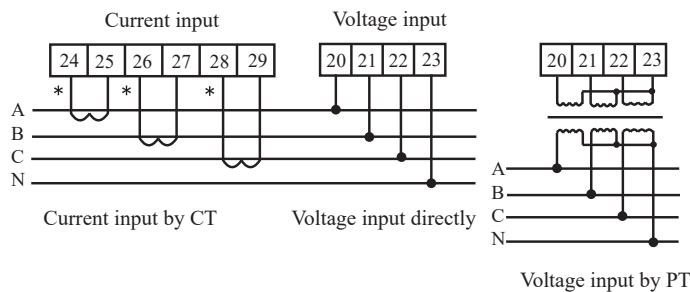 Current input
Voltage input
24 25 26 27 28 29
20 21 22 23
20 21 22 23
* * *
A
B
C
N
A
B
C
N
Current input by CT
Voltage input directly
Voltage input by PT